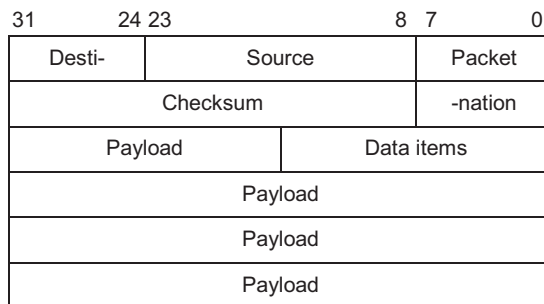 31 24 23 8 7 0
Desti- Source Packet
Checksum -nation
Payload Data items
Payload
Payload
Payload